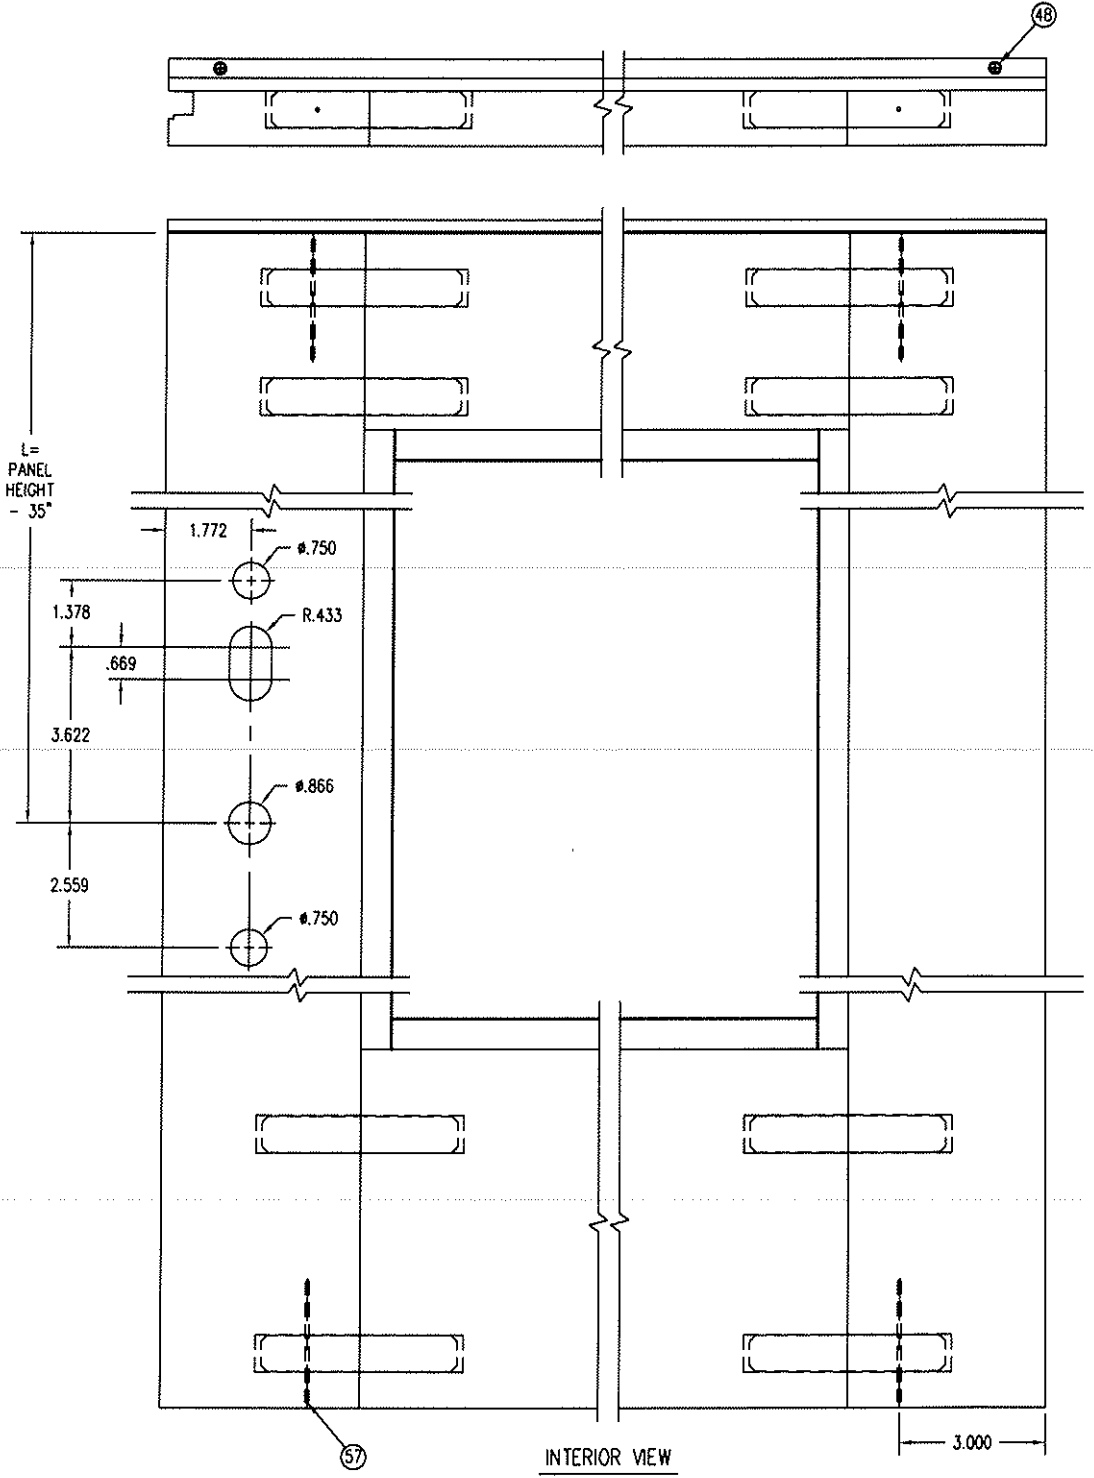 48
L=
PANEL
HEIGHT
- 35"
1.772
ø.750
1.378
R.433
.669
3.622
ø.866
2.559
ø.750
57
INTERIOR VIEW
3.000